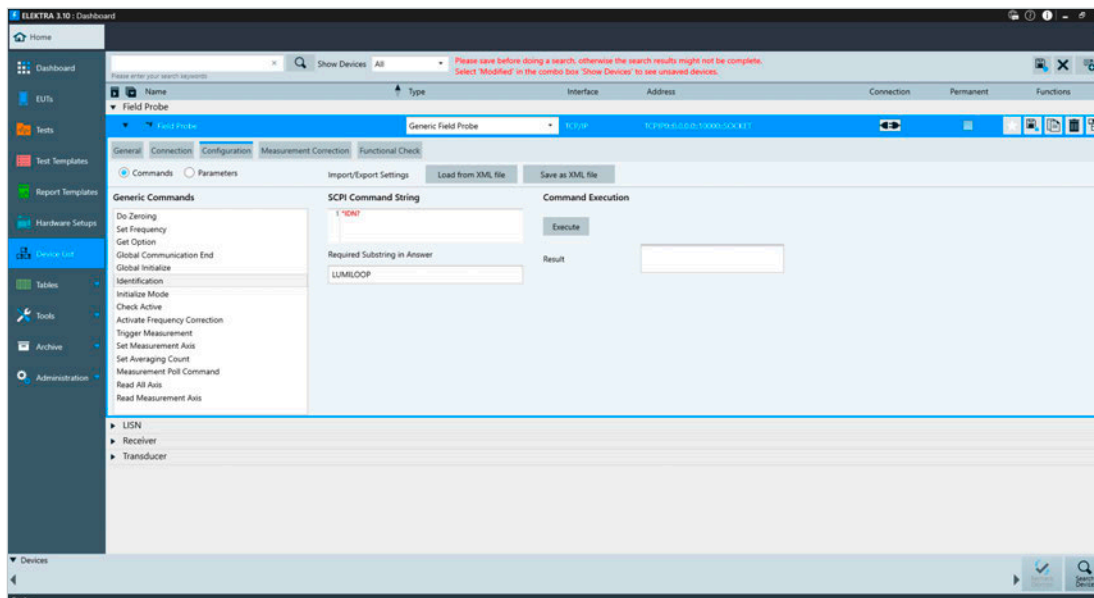 ELEKTRA 3.10 : Dashboard
Home
Dashboard
EUTs
Tests
Test Templates
Report Templates
Hardware Setups
Device List
Tables
Tools
Archive
Administration
Please enter your search keywords
Show Devices All
Please save before doing a search, otherwise the search results might not be complete.
Select 'Modified' in the combo box 'Show Devices' to see unsaved devices.
Name Type Interface Address Connection Permanent Functions
Field Probe
Field Probe Generic Field Probe TCP/IP TCPIP0::0.0.0.0::10000::SOCKET
General Connection Configuration Measurement Correction Functional Check
Commands Parameters Import/Export Settings Load from XML file Save as XML file
Generic Commands
Do Zeroing
Set Frequency
Get Option
Global Communication End
Global Initialize
Identification
Initialize Mode
Check Active
Activate Frequency Correction
Trigger Measurement
Set Measurement Axis
Set Averaging Count
Measurement Poll Command
Read All Axis
Read Measurement Axis
SCPI Command String
1 *IDN?
Required Substring in Answer
LUMILOOP
Command Execution
Execute
Result
LISN
Receiver
Transducer
Devices
Search
Device